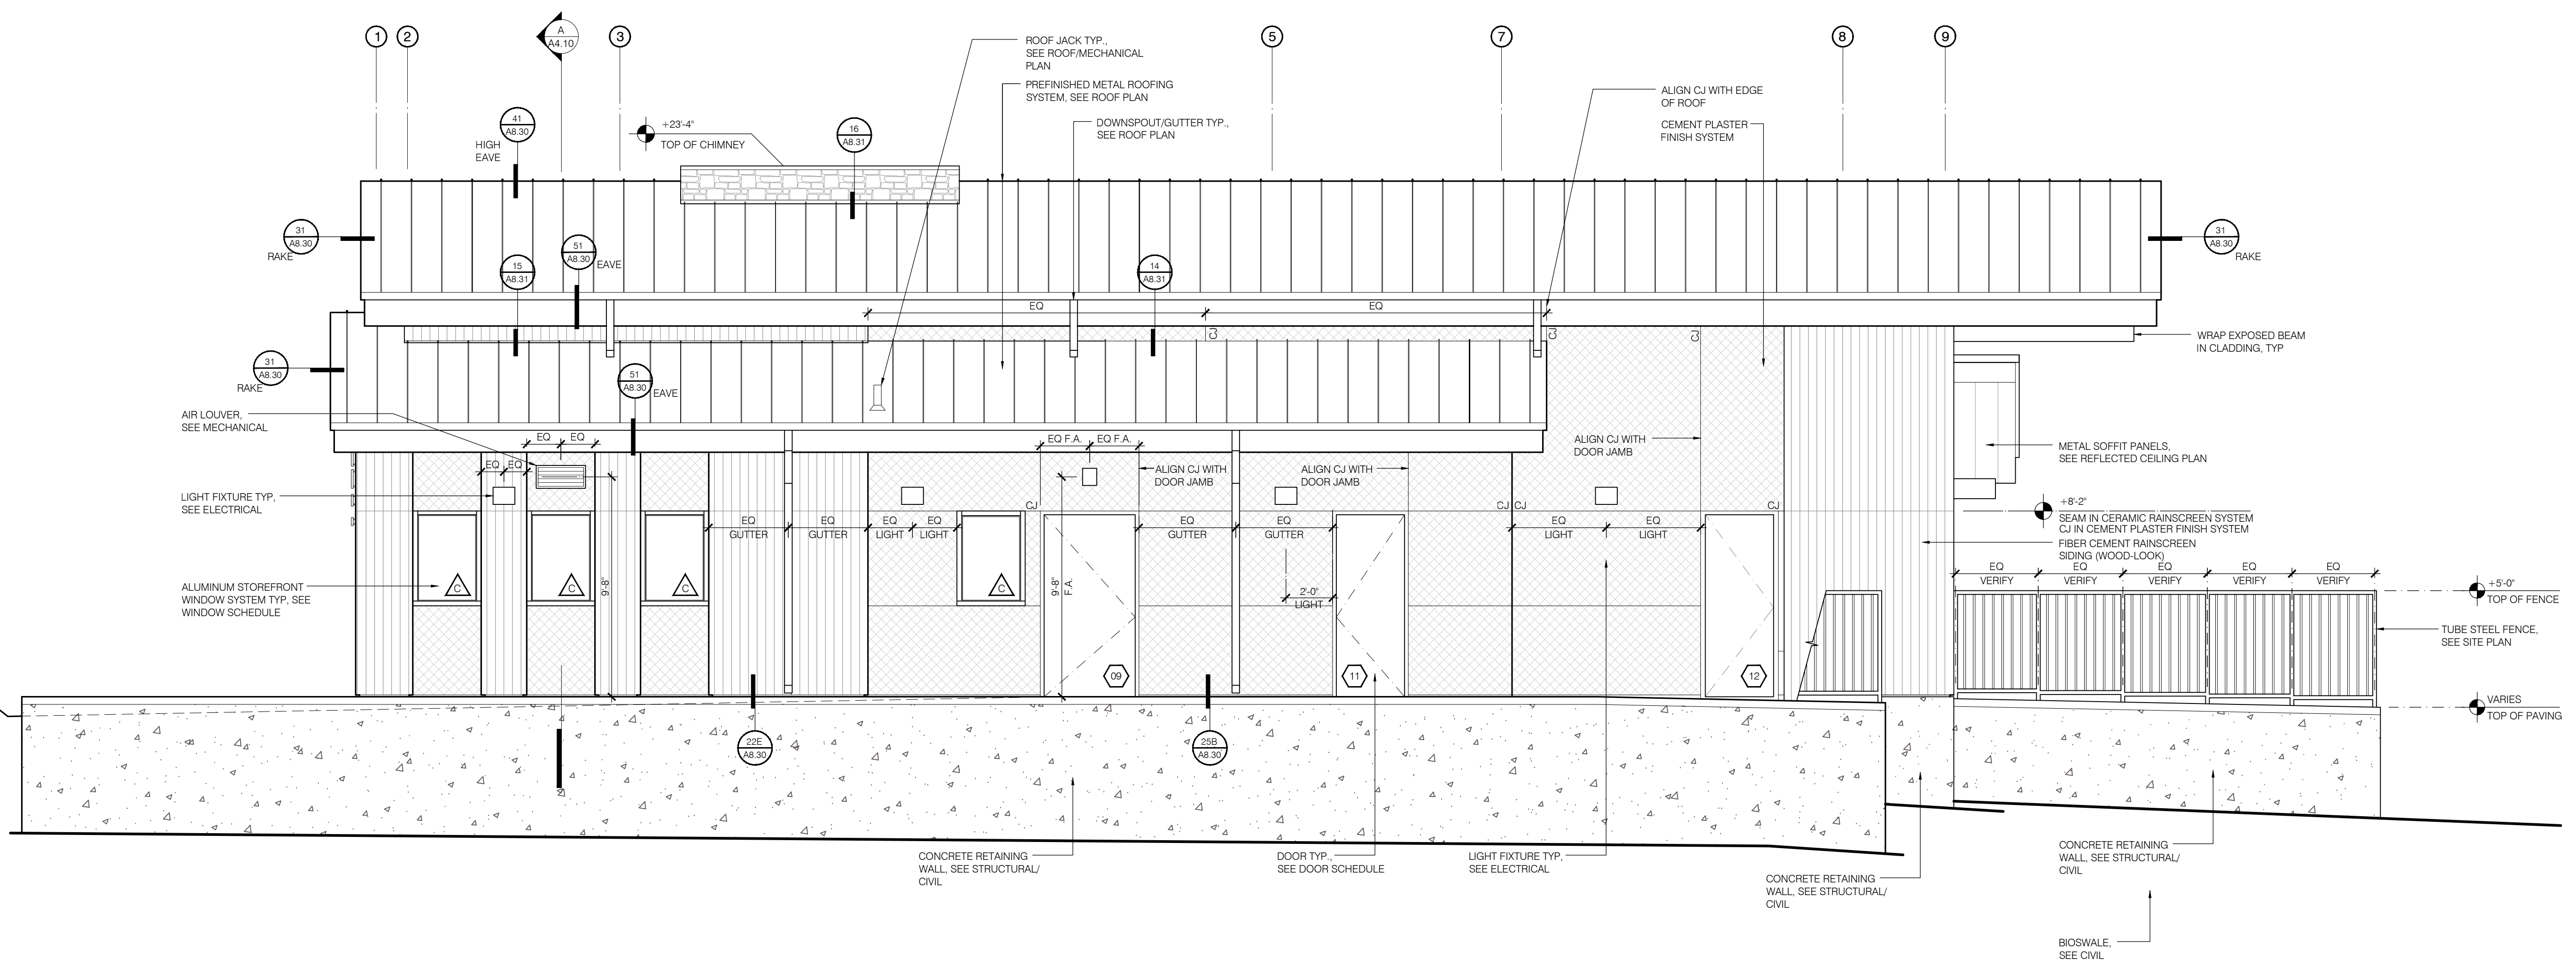 1
2
A
A4.10
3
5
7
8
9
ROOF JACK TYP.,
SEE ROOF/MECHANICAL
PLAN
PREFINISHED METAL ROOFING
SYSTEM, SEE ROOF PLAN
DOWNSPOUT/GUTTER TYP.,
SEE ROOF PLAN
ALIGN CJ WITH EDGE
OF ROOF
CEMENT PLASTER
FINISH SYSTEM
41
A8.30
HIGH
EAVE
+23'-4"
TOP OF CHIMNEY
16
A8.31
31
A8.30
RAKE
51
A8.30
EAVE
15
A8.31
14
A8.31
31
A8.30
RAKE
EQ
EQ
CJ
CJ
CJ
WRAP EXPOSED BEAM
IN CLADDING, TYP
31
A8.30
RAKE
51
A8.30
EAVE
AIR LOUVER,
SEE MECHANICAL
EQ
EQ
EQ
EQ
EQ F.A.
EQ F.A.
ALIGN CJ WITH
DOOR JAMB
ALIGN CJ WITH
DOOR JAMB
ALIGN CJ WITH
DOOR JAMB
METAL SOFFIT PANELS,
SEE REFLECTED CEILING PLAN
LIGHT FIXTURE TYP,
SEE ELECTRICAL
CJ
CJ
CJ
CJ
+8'-2"
SEAM IN CERAMIC RAINSCREEN SYSTEM
CJ IN CEMENT PLASTER FINISH SYSTEM
FIBER CEMENT RAINSCREEN
SIDING (WOOD-LOOK)
EQ
GUTTER
EQ
GUTTER
EQ
LIGHT
EQ
LIGHT
EQ
GUTTER
EQ
GUTTER
EQ
LIGHT
EQ
LIGHT
EQ
VERIFY
EQ
VERIFY
EQ
VERIFY
EQ
VERIFY
EQ
VERIFY
ALUMINUM STOREFRONT
WINDOW SYSTEM TYP, SEE
WINDOW SCHEDULE
C
C
C
C
9'-8"
9'-8"
F.A.
2'-0"
LIGHT
+5'-0"
TOP OF FENCE
TUBE STEEL FENCE,
SEE SITE PLAN
09
11
12
VARIES
TOP OF PAVING
22E
A8.30
25B
A8.30
CONCRETE RETAINING
WALL, SEE STRUCTURAL/
CIVIL
DOOR TYP.,
SEE DOOR SCHEDULE
LIGHT FIXTURE TYP,
SEE ELECTRICAL
CONCRETE RETAINING
WALL, SEE STRUCTURAL/
CIVIL
CONCRETE RETAINING
WALL, SEE STRUCTURAL/
CIVIL
BIOSWALE,
SEE CIVIL